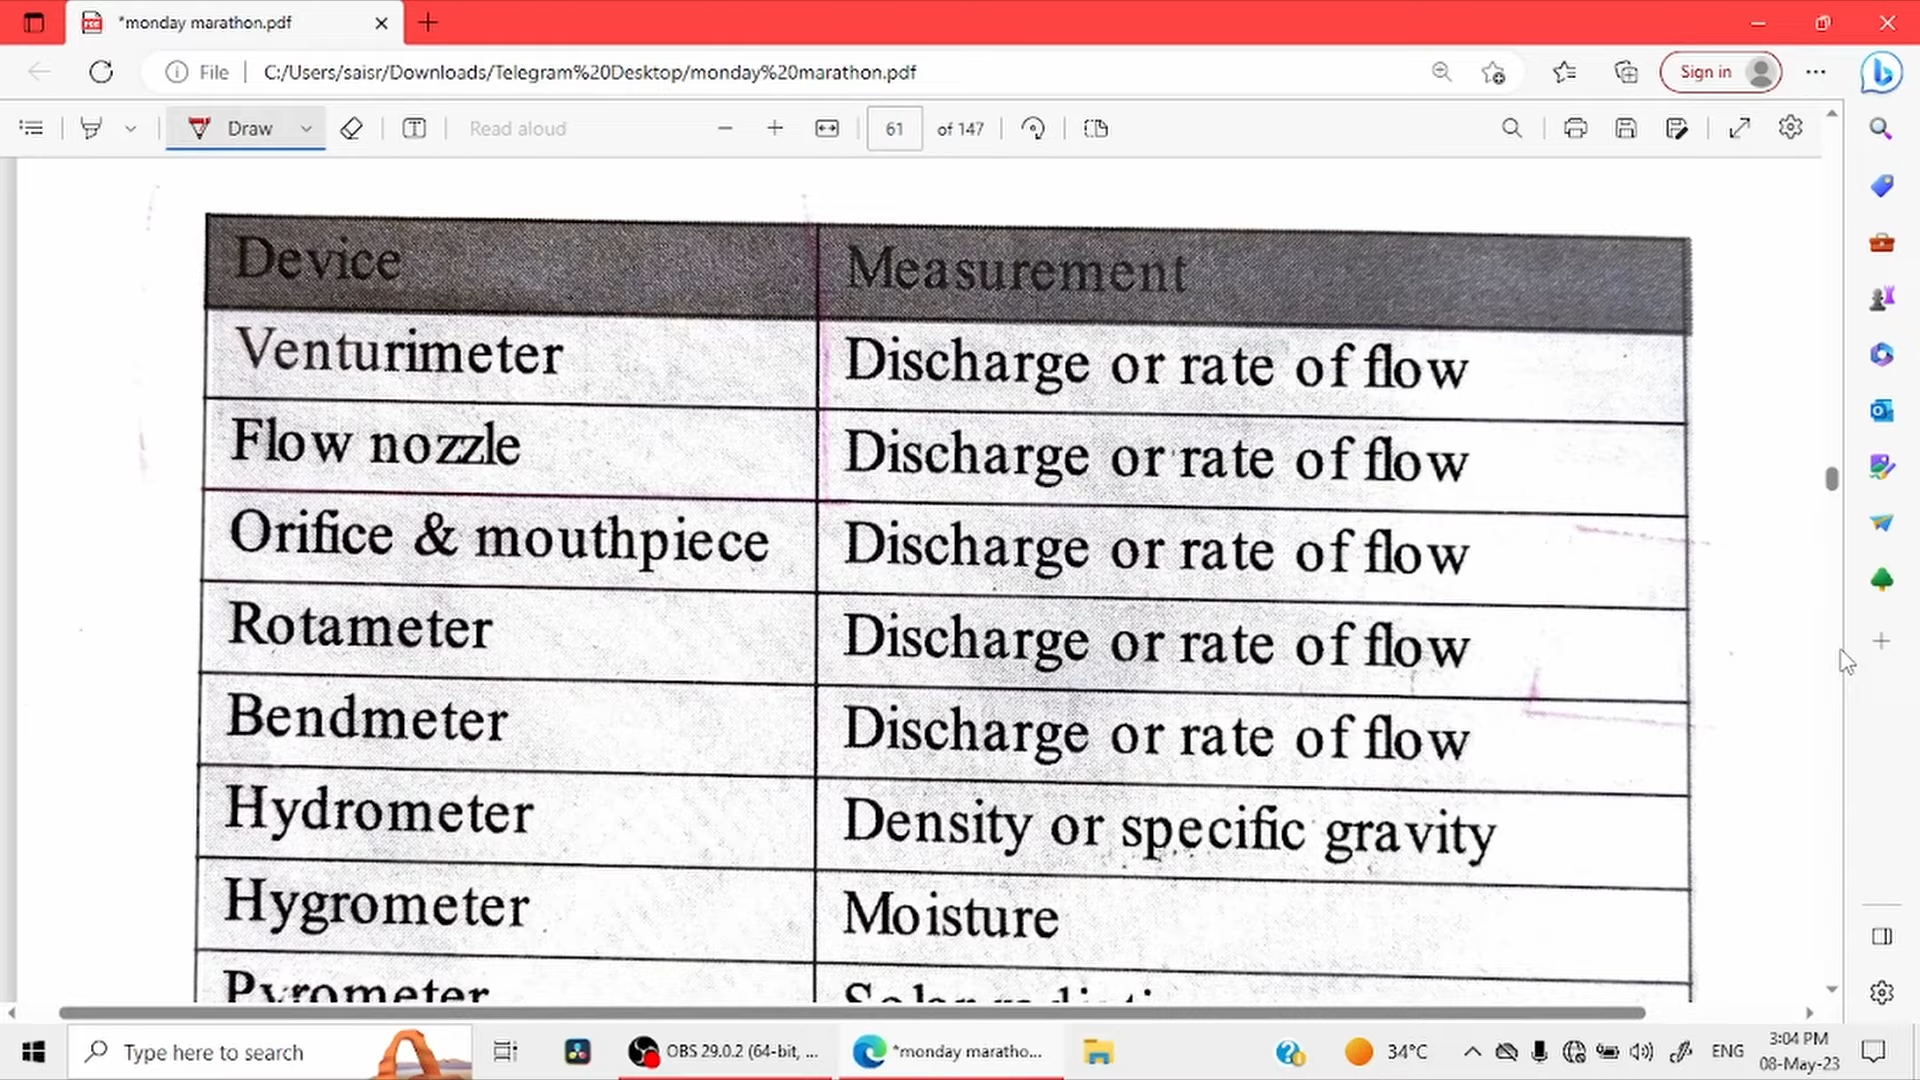 *monday marathon.pdf
File
C:/Users/saisr/Downloads/Telegram%20Desktop/monday%20marathon.pdf
Sign in
Draw
Read aloud
61 of 147
Device Measurement
Venturimeter Discharge or rate of flow
Flow nozzle Discharge or rate of flow
Orifice & mouthpiece Discharge or rate of flow
Rotameter Discharge or rate of flow
Bendmeter Discharge or rate of flow
Hydrometer Density or specific gravity
Hygrometer Moisture
Pyrometer
Type here to search
OBS 29.0.2 (64-bit, ...
*monday maratho...
34°C
ENG
3:04 PM
08-May-23